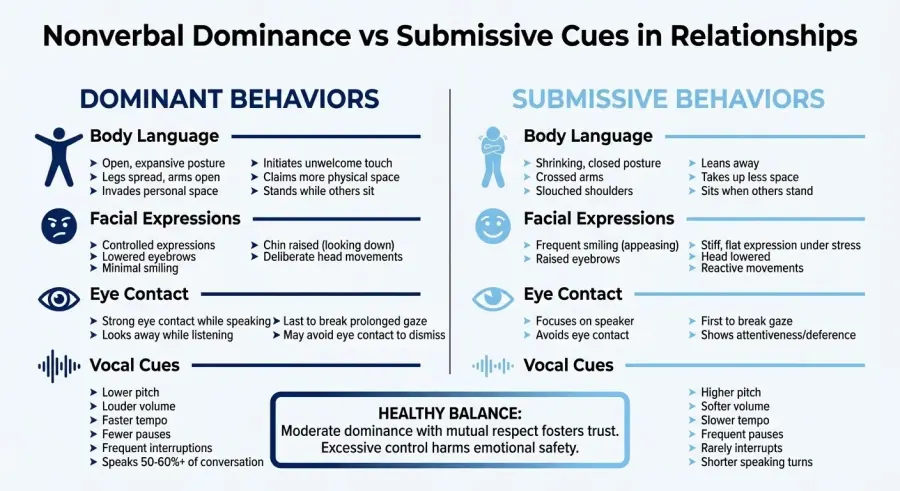 Nonverbal Dominance vs Submissive Cues in Relationships
DOMINANT BEHAVIORS
Body Language
Open, expansive posture
Legs spread, arms open
Invades personal space
Initiates unwelcome touch
Claims more physical space
Stands while others sit
Facial Expressions
Controlled expressions
Lowered eyebrows
Minimal smiling
Chin raised (looking down)
Deliberate head movements
Eye Contact
Strong eye contact while speaking
Looks away while listening
Last to break prolonged gaze
May avoid eye contact to dismiss
Vocal Cues
Lower pitch
Louder volume
Faster tempo
Fewer pauses
Frequent interruptions
Speaks 50-60%+ of conversation
SUBMISSIVE BEHAVIORS
Body Language
Shrinking, closed posture
Crossed arms
Slouched shoulders
Leans away
Takes up less space
Sits when others stand
Facial Expressions
Frequent smiling (appeasing)
Raised eyebrows
Stiff, flat expression under stress
Head lowered
Reactive movements
Eye Contact
Focuses on speaker
Avoids eye contact
First to break gaze
Shows attentiveness/deference
Vocal Cues
Higher pitch
Softer volume
Slower tempo
Frequent pauses
Rarely interrupts
Shorter speaking turns
HEALTHY BALANCE:
Moderate dominance with mutual respect fosters trust.
Excessive control harms emotional safety.